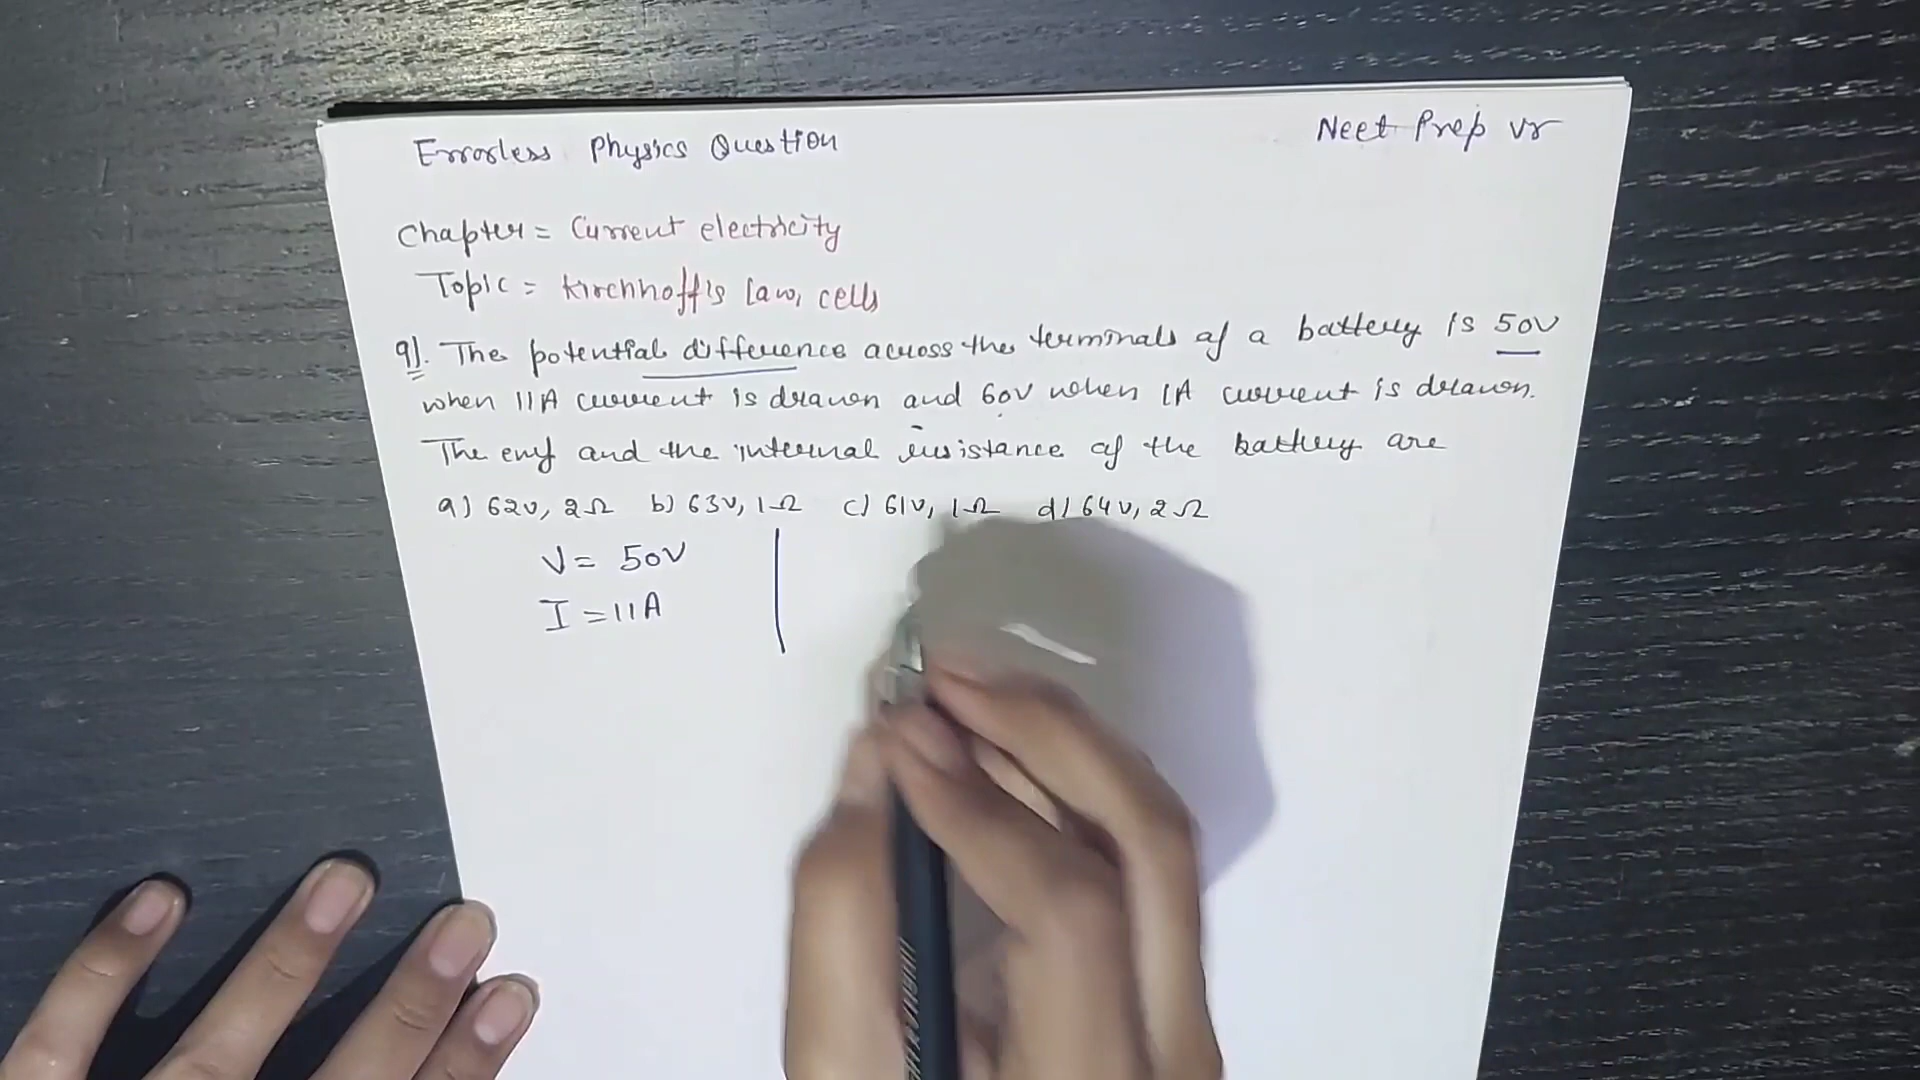 Errorless Physics Question
Neet Prep vr
Chapter = Current electricity
Topic = Kirchhoff's Law, cells
9). The potential difference across the terminals of a battery is 50V
when 11A current is drawn and 60V when 1A current is drawn.
The emf and the internal resistance of the battery are
a) 62V, 2Ω b) 63V, 1Ω c) 61V, 1Ω d) 64V, 2Ω
V = 50V
I = 11A